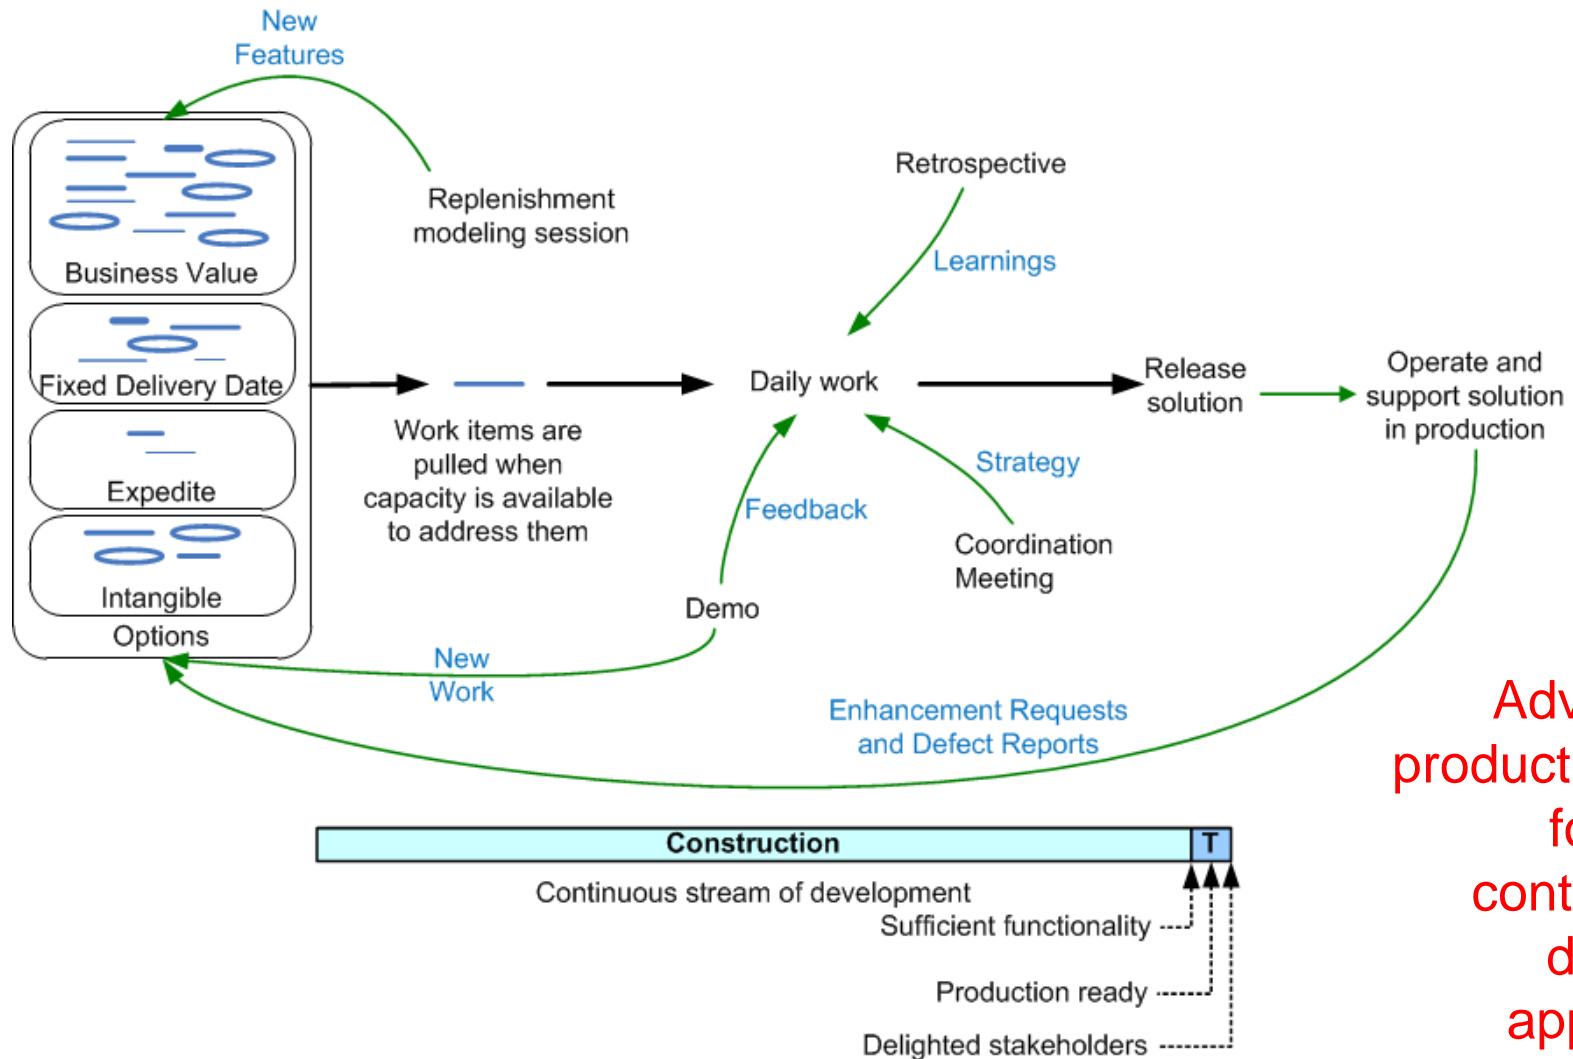 New
Features
Replenishment
modeling session
Retrospective
Learnings
Business Value
Fixed Delivery Date
Expedite
Intangible
Options
Work items are
pulled when
capacity is available
to address them
Daily work
Release
solution
Operate and
support solution
in production
Strategy
Feedback
Coordination
Meeting
Demo
New
Work
Enhancement Requests
and Defect Reports
Construction
T
Continuous stream of development
Sufficient functionality
Production ready
Delighted stakeholders